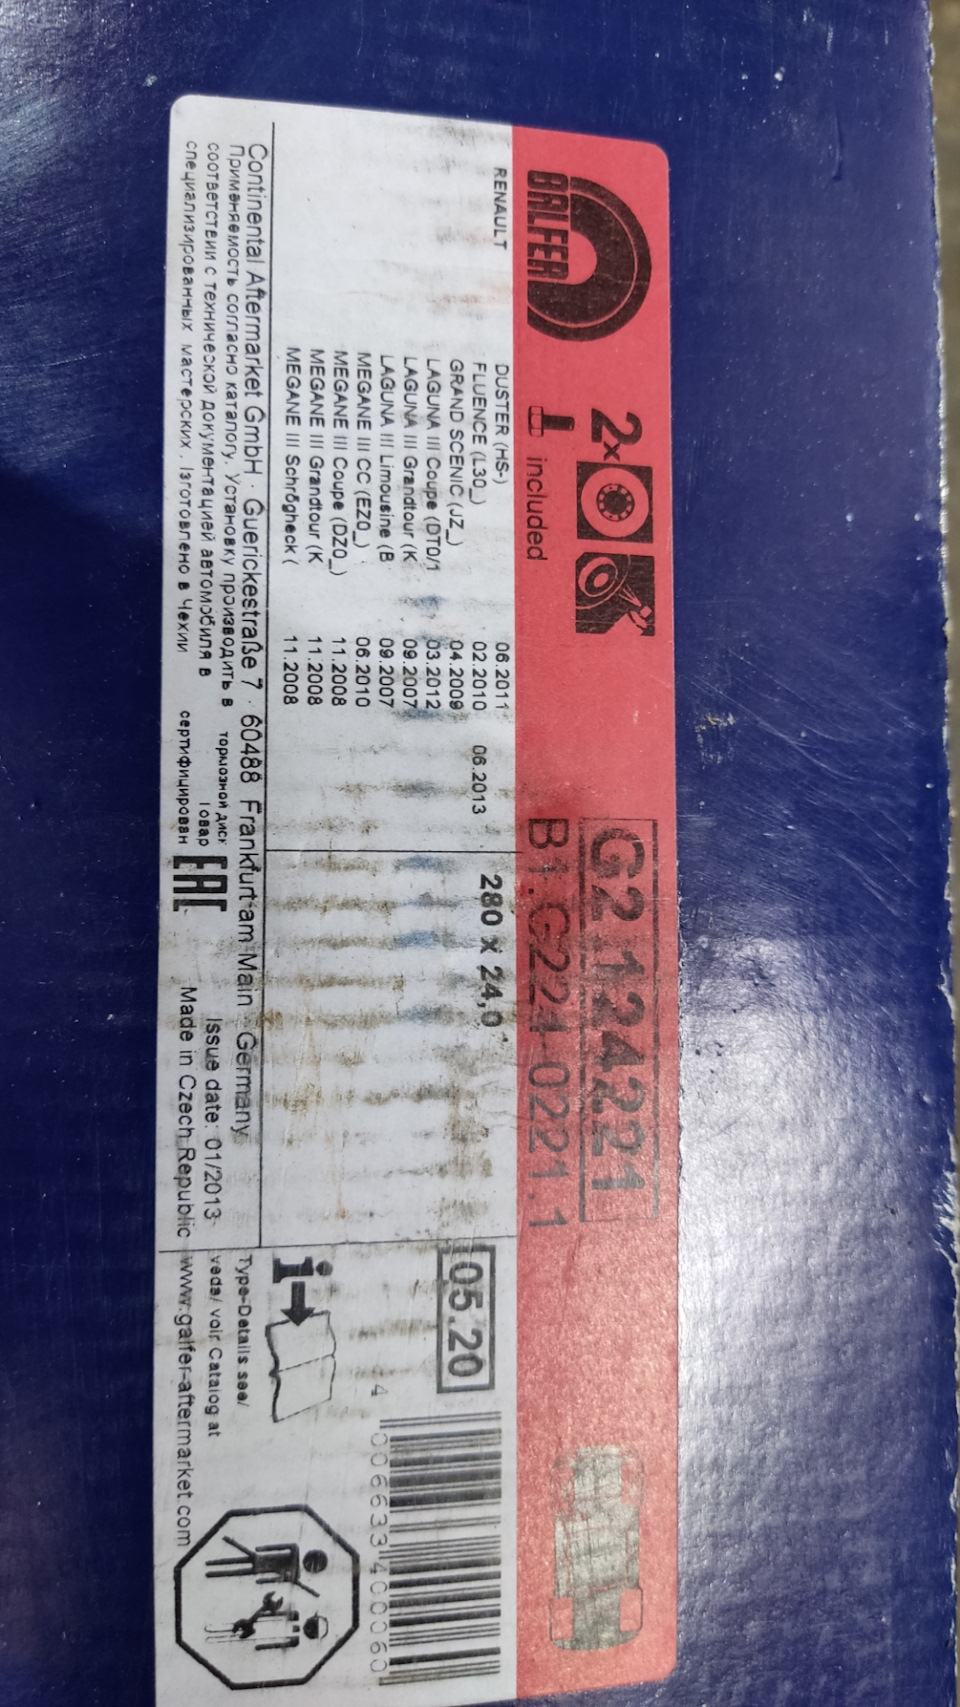 GALFER
2x
included
G2.124221
B1.G224-0221.1
RENAULT
DUSTER (HS-) 06.2011
FLUENCE (L30_) 02.2010 06.2013
GRAND SCENIC (JZ_) 04.2009
LAGUNA III Coupe (DT0/1 03.2012
LAGUNA III Grandtour (K 09.2007
LAGUNA III Limousine (B 09.2007
MEGANE III CC (EZ0_) 06.2010
MEGANE III Coupe (DZ0_) 11.2008
MEGANE III Grandtour (K 11.2008
MEGANE III Schrägheck ( 11.2008
280 x 24,0
05.20
4 006633 400060
i
Continental Aftermarket GmbH · Guerickestraße 7 · 60488 Frankfurt am Main · Germany
Применяемость согласно каталогу. Установку производить в
соответствии с технической документацией автомобиля в
специализированных мастерских. Изготовлено в Чехии
тормозной диск
Товар
сертифицирован
EAC
Issue date: 01/2013
Made in Czech Republic
Type-Details see/
veda/ voir Catalog at
www.galfer-aftermarket.com